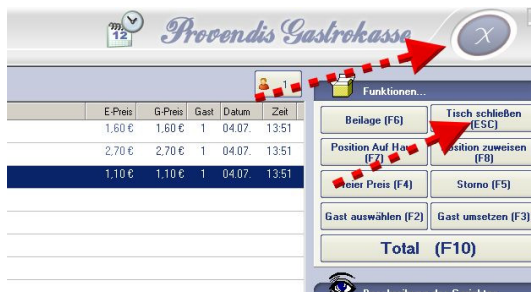 12
Provendis Gastrokasse
X
1
Funktionen...
E-Preis G-Preis Gast Datum Zeit
1,60 € 1,60 € 1 04.07. 13:51
2,70 € 2,70 € 1 04.07. 13:51
1,10 € 1,10 € 1 04.07. 13:51
Beilage (F6)
Tisch schließen
(ESC)
Position Auf
(F7)
zuweisen
(F8)
Freier Preis (F4)
Storno (F5)
Gast auswählen (F2)
Gast umsetzen (F3)
Total (F10)